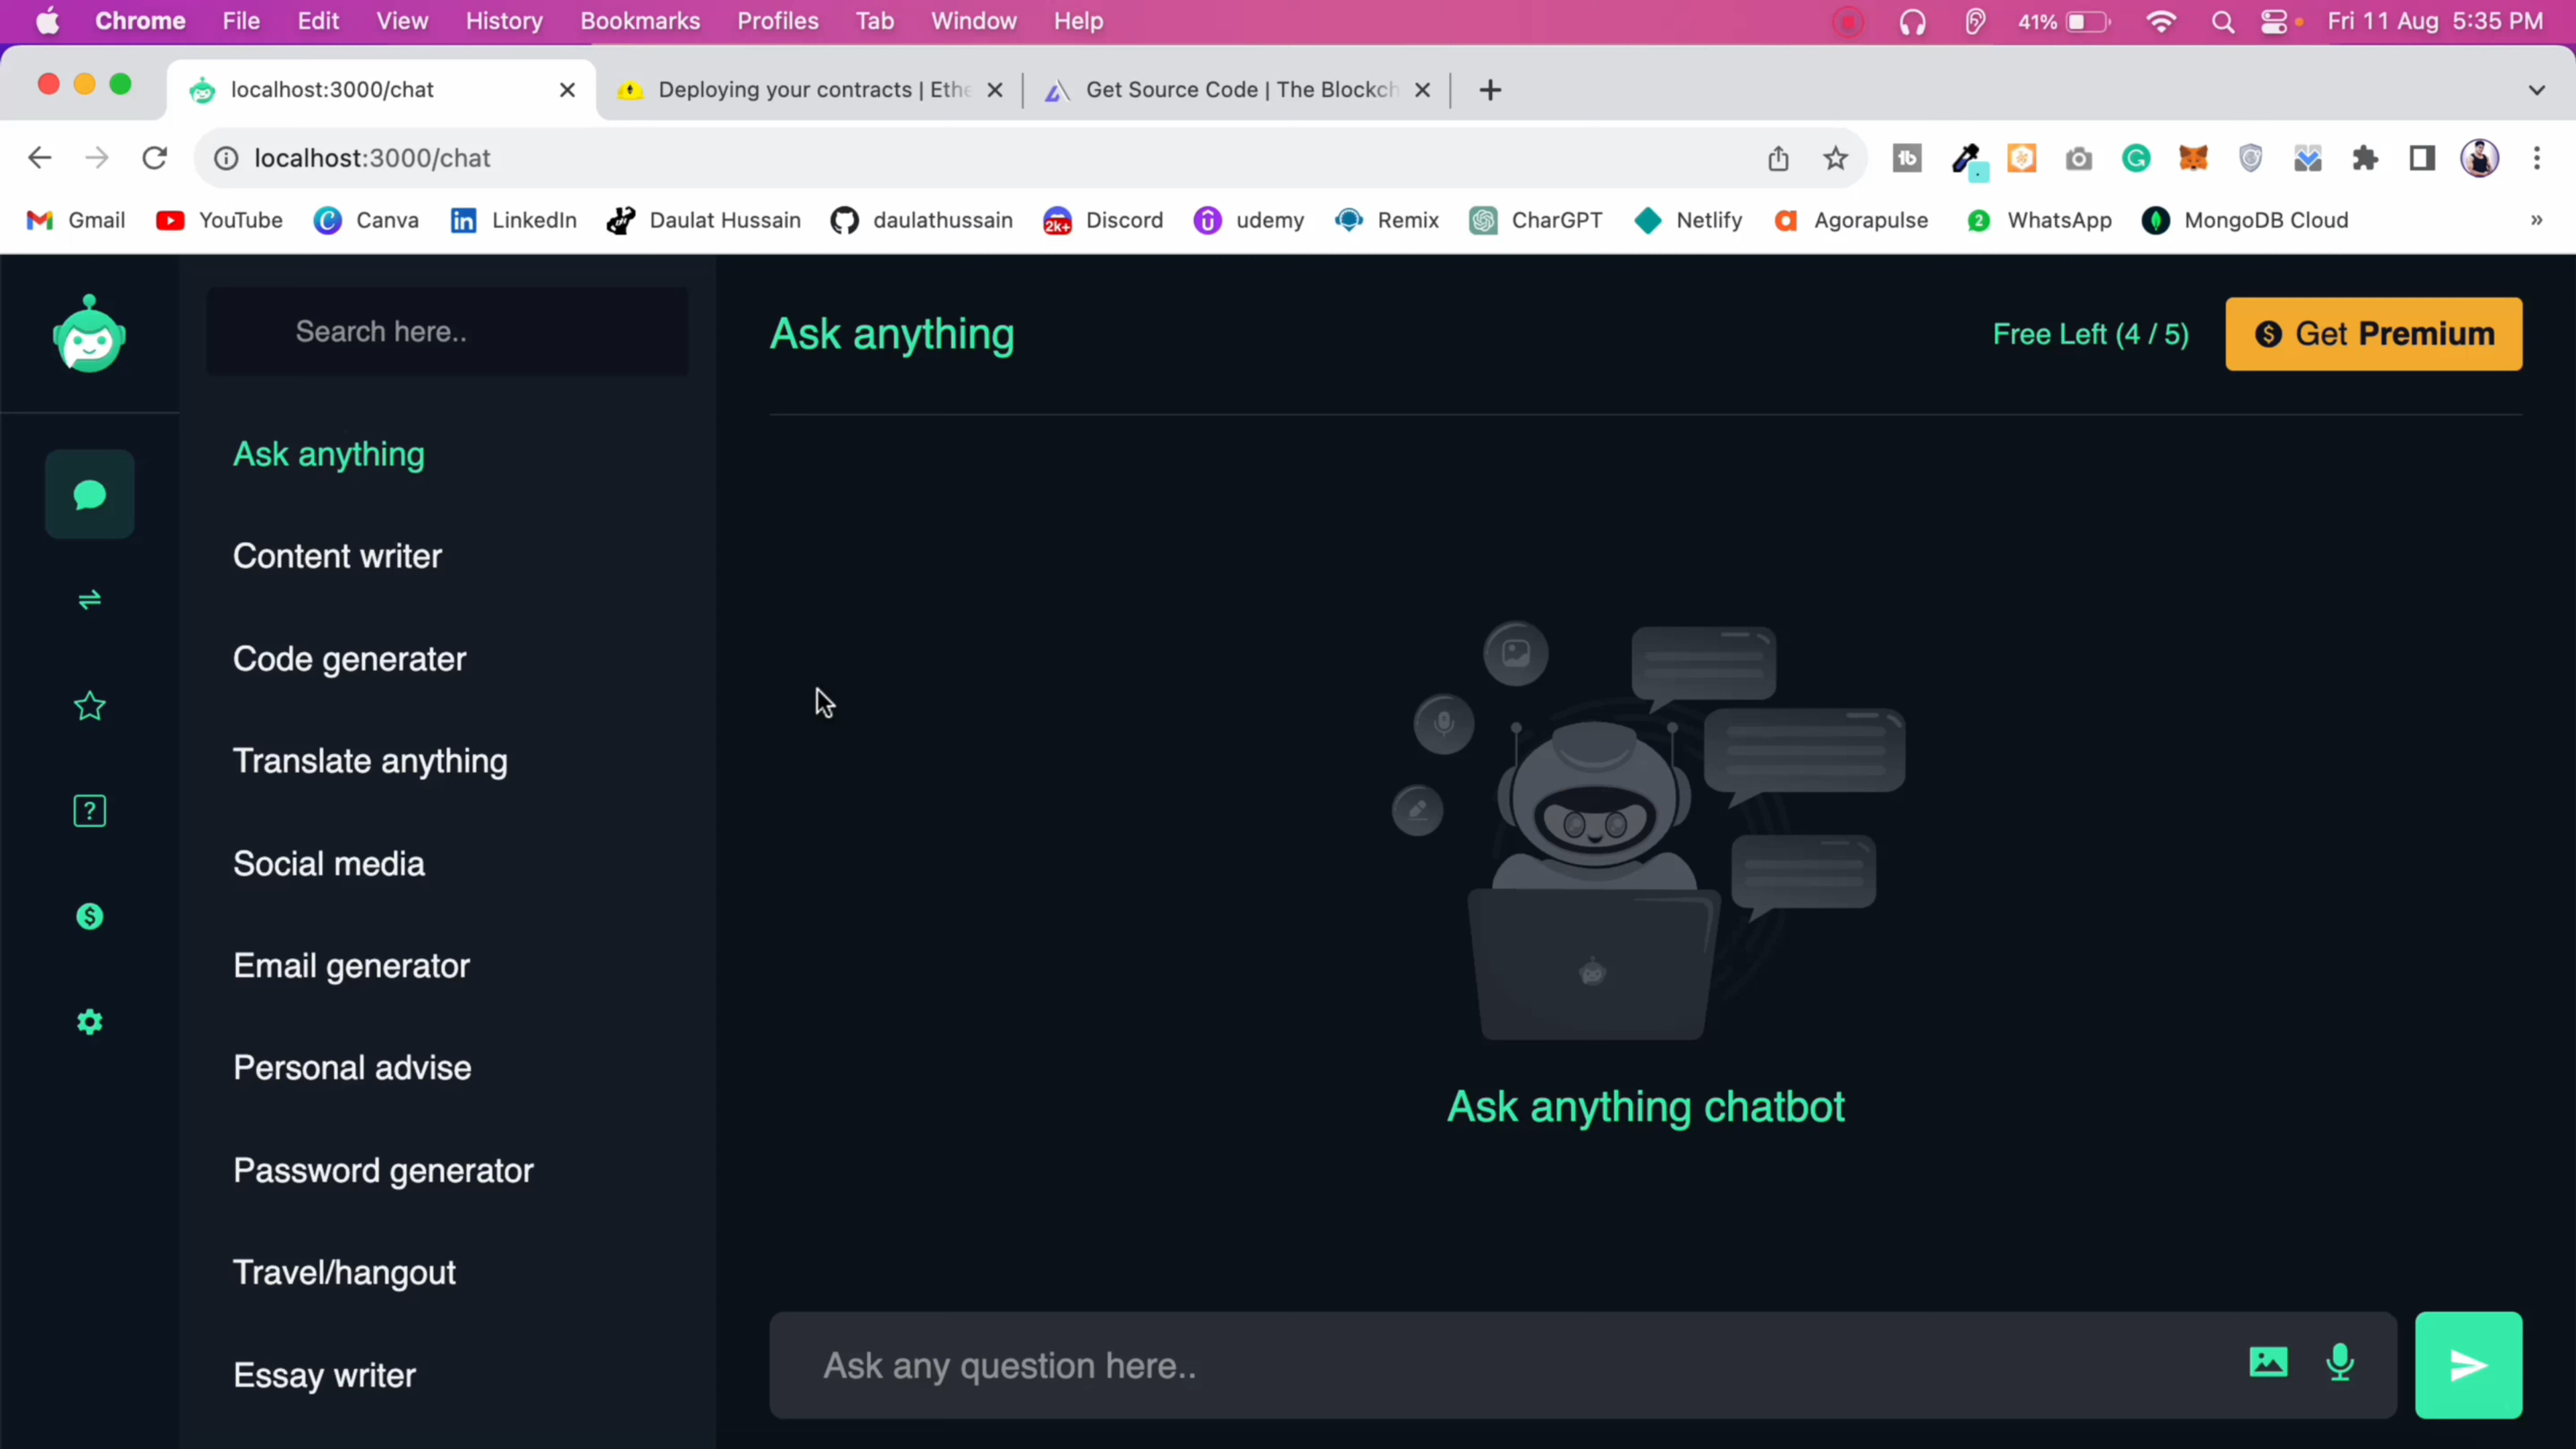 Chrome File Edit View History Bookmarks Profiles Tab Window Help 41% Fri 11 Aug 5:35 PM
localhost:3000/chat Deploying your contracts | Ethe Get Source Code | The Blockch
localhost:3000/chat
Gmail YouTube Canva LinkedIn Daulat Hussain daulathussain 2k+ Discord udemy Remix CharGPT Netlify Agorapulse 2 WhatsApp MongoDB Cloud »
Search here..
Ask anything
Content writer
Code generater
Translate anything
Social media
Email generator
Personal advise
Password generator
Travel/hangout
Essay writer
Ask anything Free Left (4 / 5) Get Premium
Ask anything chatbot
Ask any question here..